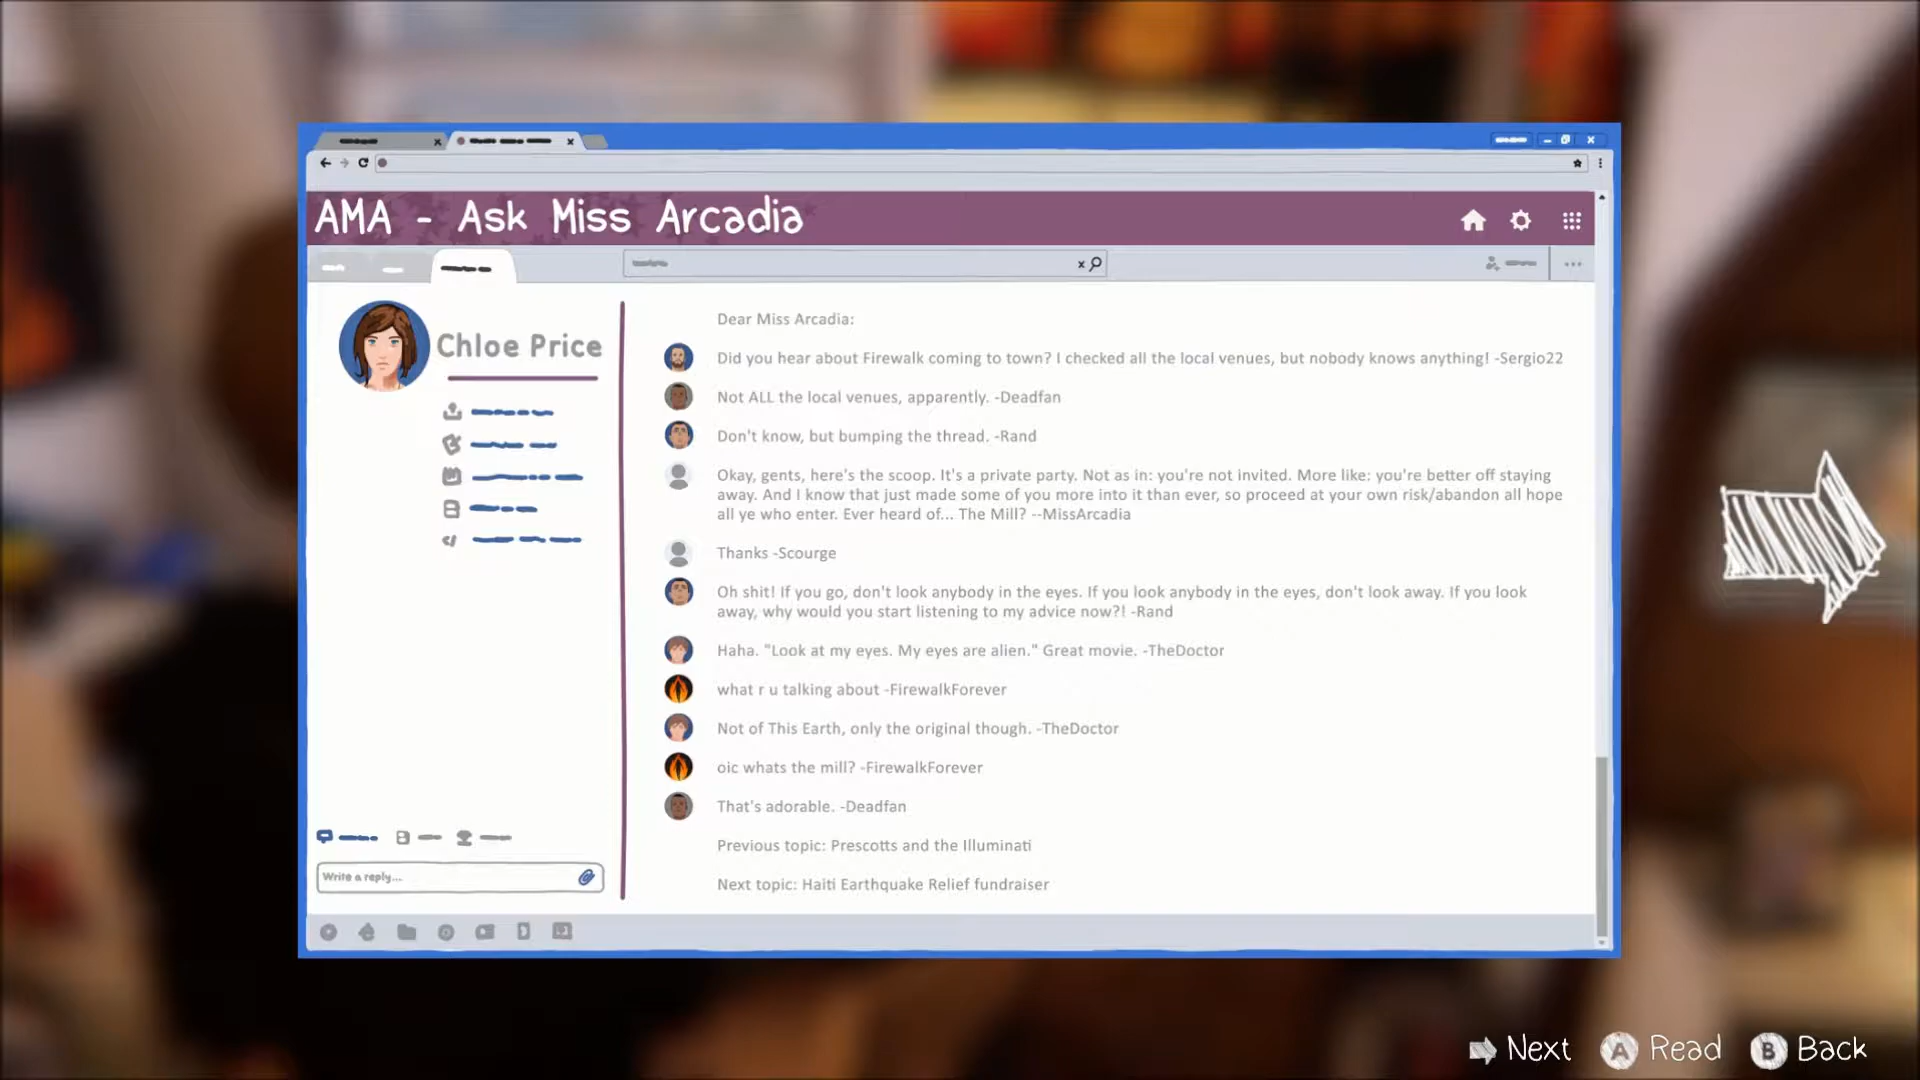 AMA - Ask Miss Arcadia
Chloe Price
Dear Miss Arcadia:
Did you hear about Firewalk coming to town? I checked all the local venues, but nobody knows anything! -Sergio22
Not ALL the local venues, apparently. -Deadfan
Don't know, but bumping the thread. -Rand
Okay, gents, here's the scoop. It's a private party. Not as in: you're not invited. More like: you're better off staying
away. And I know that just made some of you more into it than ever, so proceed at your own risk/abandon all hope
all ye who enter. Ever heard of... The Mill? --MissArcadia
Thanks -Scourge
Oh shit! If you go, don't look anybody in the eyes. If you look anybody in the eyes, don't look away. If you look
away, why would you start listening to my advice now?! -Rand
Haha. "Look at my eyes. My eyes are alien." Great movie. -TheDoctor
what r u talking about -FirewalkForever
Not of This Earth, only the original though. -TheDoctor
oic whats the mill? -FirewalkForever
That's adorable. -Deadfan
Previous topic: Prescotts and the Illuminati
Next topic: Haiti Earthquake Relief fundraiser
Write a reply...
Next A Read B Back